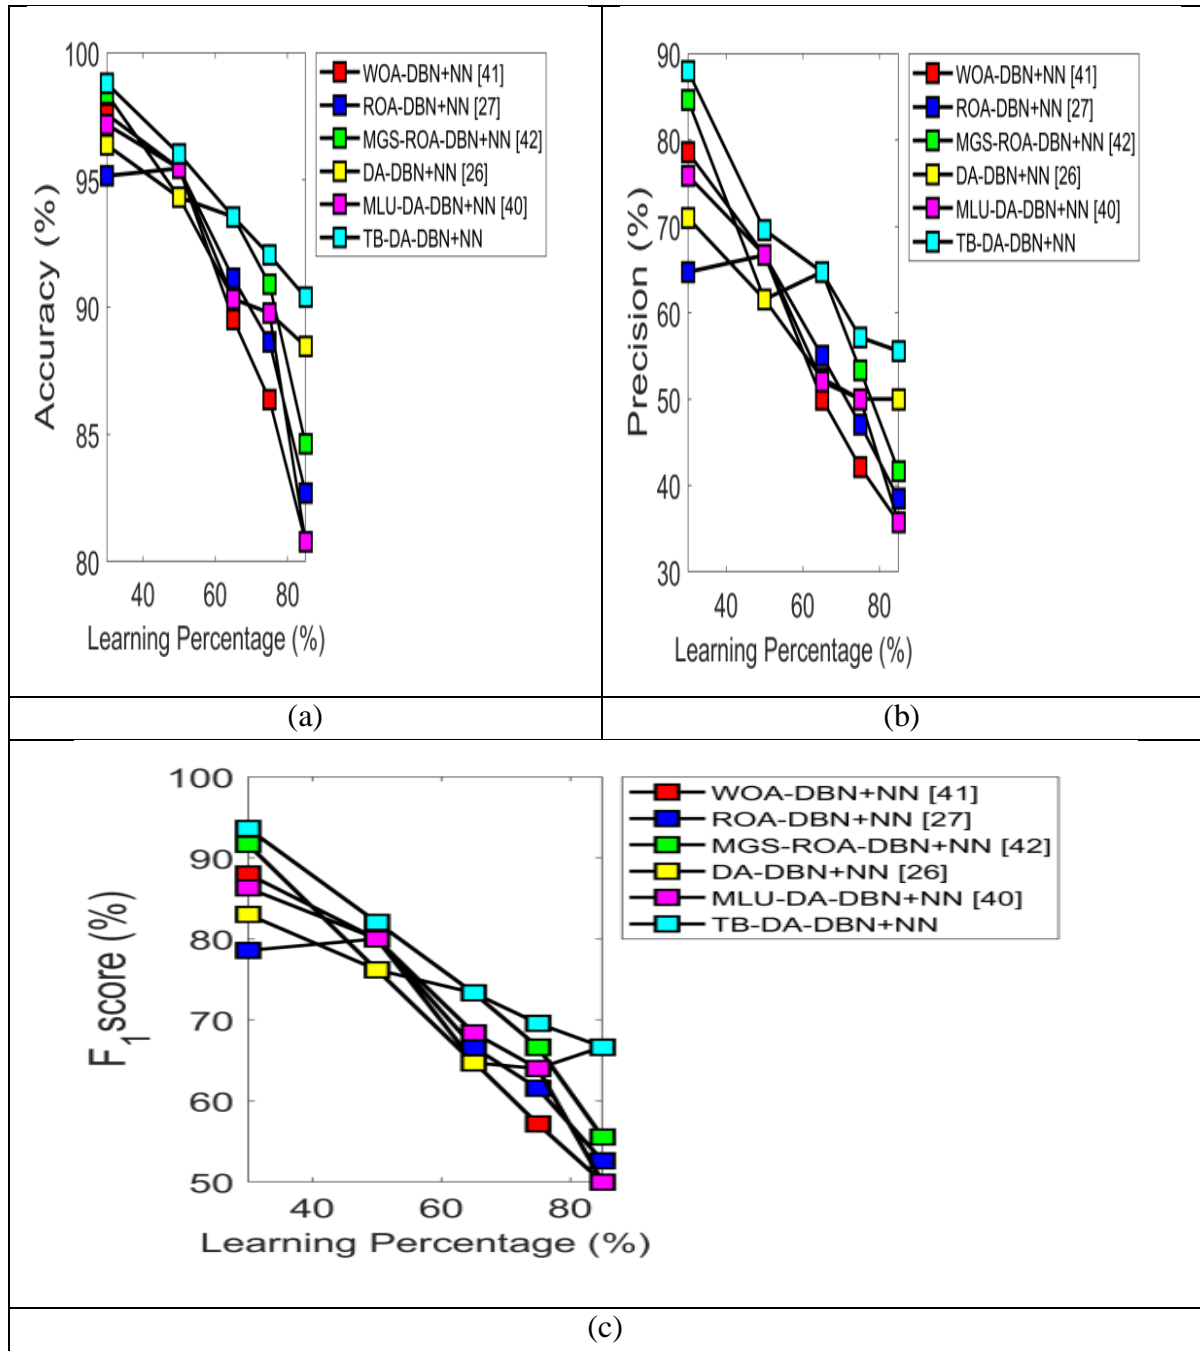 100
95
90
85
80
Accuracy (%)
40 60 80
Learning Percentage (%)
WOA-DBN+NN [41]
ROA-DBN+NN [27]
MGS-ROA-DBN+NN [42]
DA-DBN+NN [26]
MLU-DA-DBN+NN [40]
TB-DA-DBN+NN
(a)
90
80
70
60
50
40
30
Precision (%)
40 60 80
Learning Percentage (%)
WOA-DBN+NN [41]
ROA-DBN+NN [27]
MGS-ROA-DBN+NN [42]
DA-DBN+NN [26]
MLU-DA-DBN+NN [40]
TB-DA-DBN+NN
(b)
100
90
80
70
60
50
F1 score (%)
40 60 80
Learning Percentage (%)
WOA-DBN+NN [41]
ROA-DBN+NN [27]
MGS-ROA-DBN+NN [42]
DA-DBN+NN [26]
MLU-DA-DBN+NN [40]
TB-DA-DBN+NN
(c)